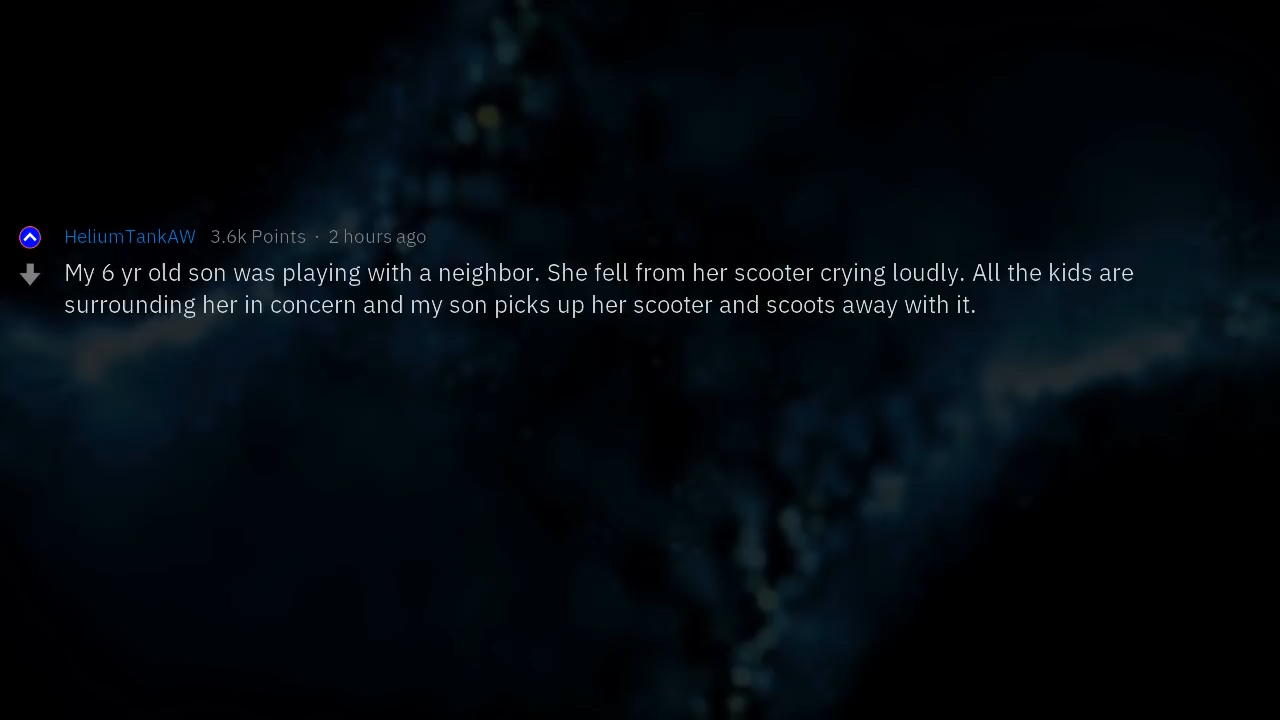 HeliumTankAW 3.6k Points · 2 hours ago
My 6 yr old son was playing with a neighbor. She fell from her scooter crying loudly. All the kids are
surrounding her in concern and my son picks up her scooter and scoots away with it.